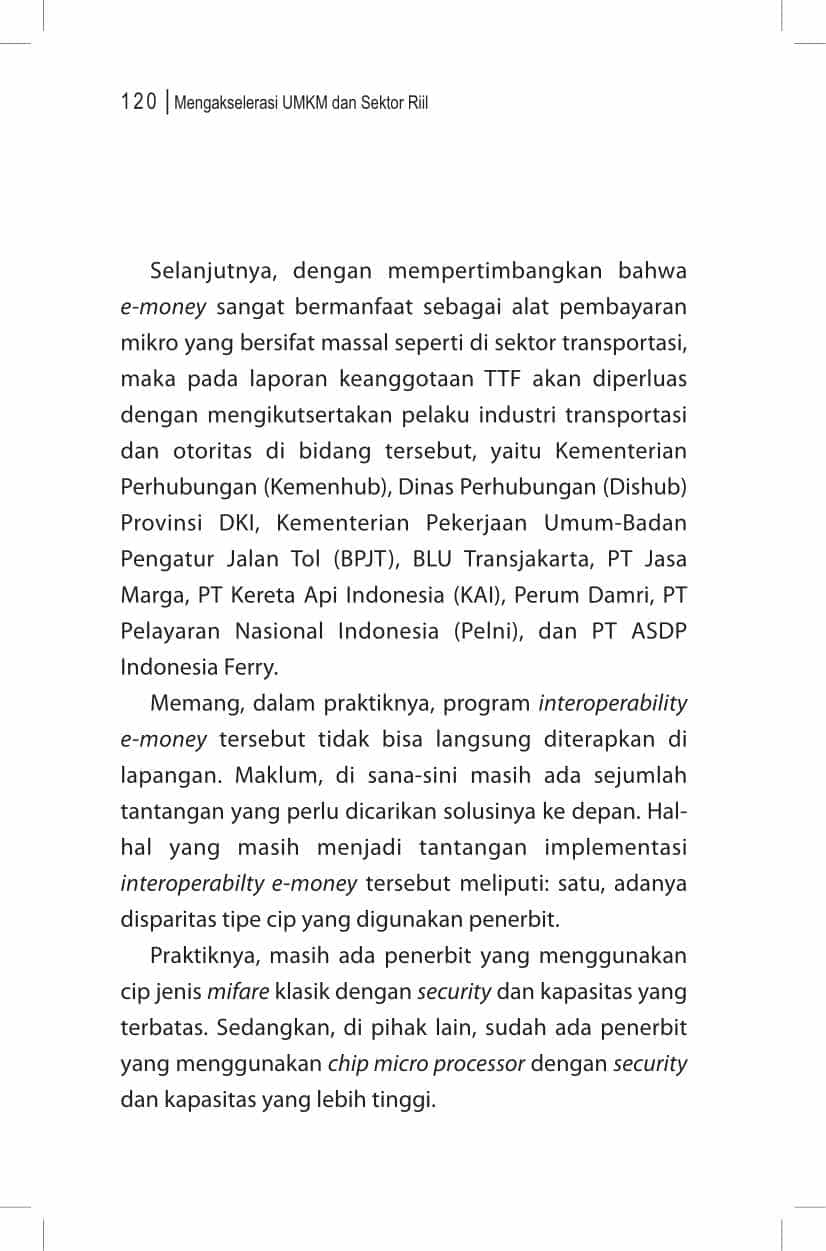 120 | Mengakselerasi UMKM dan Sektor Riil
Selanjutnya, dengan mempertimbangkan bahwa
e-money sangat bermanfaat sebagai alat pembayaran
mikro yang bersifat massal seperti di sektor transportasi,
maka pada laporan keanggotaan TTF akan diperluas
dengan mengikutsertakan pelaku industri transportasi
dan otoritas di bidang tersebut, yaitu Kementerian
Perhubungan (Kemenhub), Dinas Perhubungan (Dishub)
Provinsi DKI, Kementerian Pekerjaan Umum-Badan
Pengatur Jalan Tol (BPJT), BLU Transjakarta, PT Jasa
Marga, PT Kereta Api Indonesia (KAI), Perum Damri, PT
Pelayaran Nasional Indonesia (Pelni), dan PT ASDP
Indonesia Ferry.
Memang, dalam praktiknya, program interoperability
e-money tersebut tidak bisa langsung diterapkan di
lapangan. Maklum, di sana-sini masih ada sejumlah
tantangan yang perlu dicarikan solusinya ke depan. Hal-
hal yang masih menjadi tantangan implementasi
interoperabilty e-money tersebut meliputi: satu, adanya
disparitas tipe cip yang digunakan penerbit.
Praktiknya, masih ada penerbit yang menggunakan
cip jenis mifare klasik dengan security dan kapasitas yang
terbatas. Sedangkan, di pihak lain, sudah ada penerbit
yang menggunakan chip micro processor dengan security
dan kapasitas yang lebih tinggi.